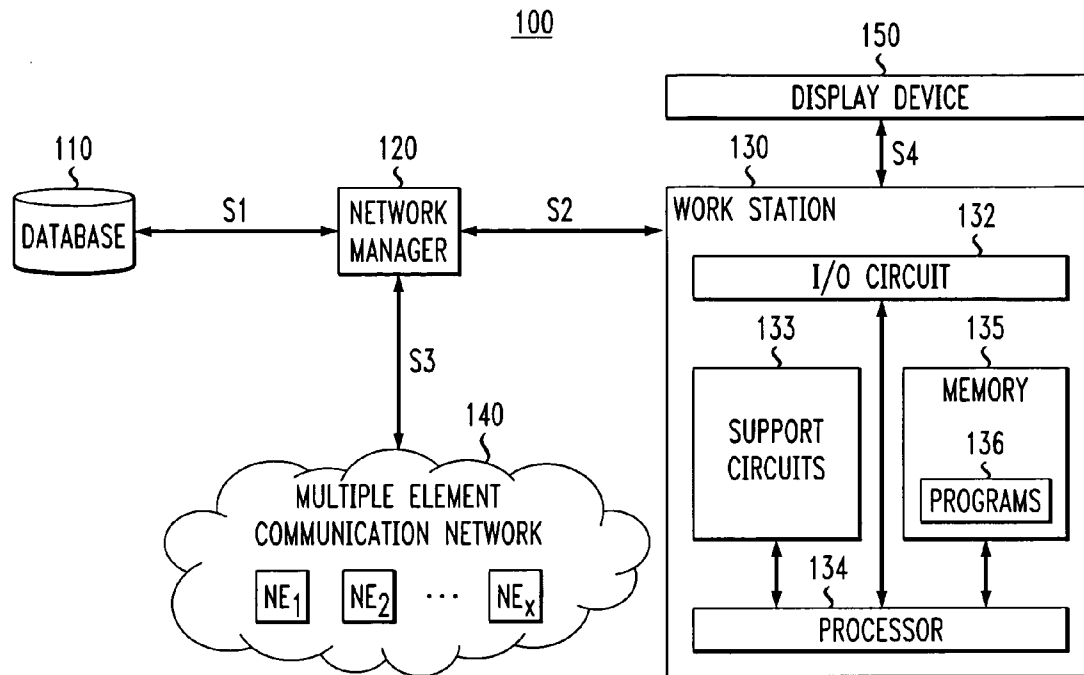 100
150
DISPLAY DEVICE
S4
110
120
130
DATABASE
S1
NETWORK
MANAGER
S2
WORK STATION
132
I/O CIRCUIT
133
135
S3
SUPPORT
CIRCUITS
MEMORY
136
PROGRAMS
140
MULTIPLE ELEMENT
COMMUNICATION NETWORK
NE1 NE2 ... NEX
134
PROCESSOR